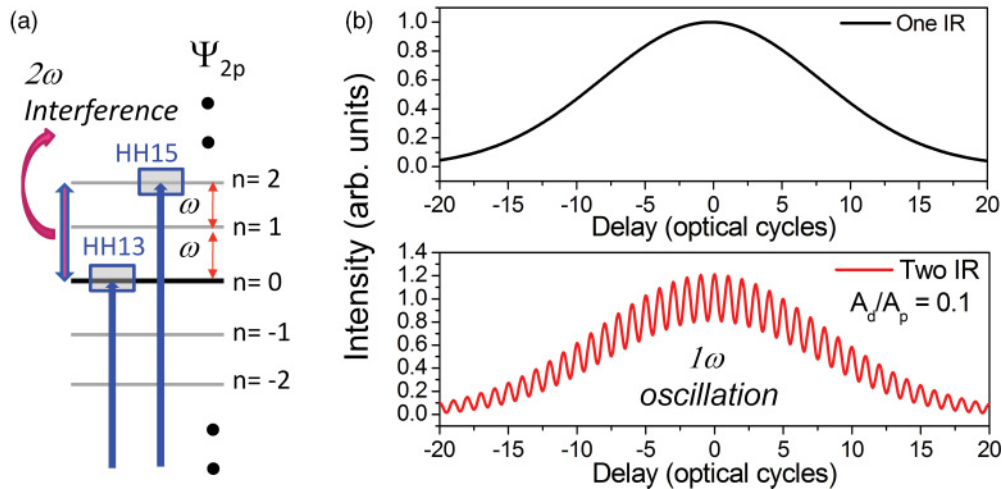 (a)
Ψ2p
2ω
Interference
HH15
n= 2
ω
n= 1
HH13
ω
n= 0
n= -1
n= -2
(b)
Intensity (arb. units)
1.0
0.8
0.6
0.4
0.2
0.0
One IR
-20 -15 -10 -5 0 5 10 15 20
Delay (optical cycles)
1.4
1.2
1.0
0.8
0.6
0.4
0.2
0.0
Two IR
Ad/Ap = 0.1
1ω
oscillation
-20 -15 -10 -5 0 5 10 15 20
Delay (optical cycles)